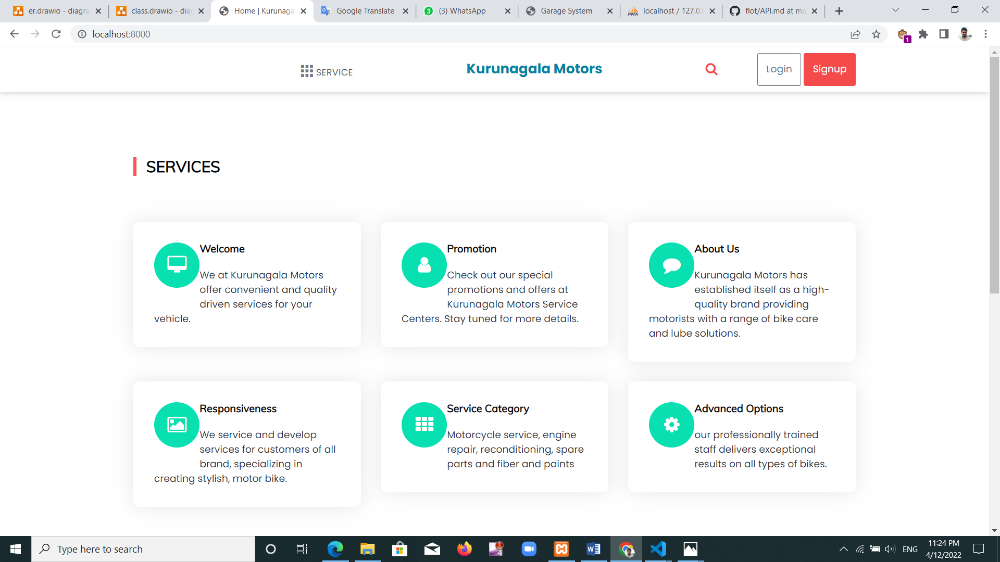 er.drawio - diagra
class.drawio - diag
Home | Kurunaga
Google Translate
3 (3) WhatsApp
Garage System
PMA localhost / 127.0.0
flot/API.md at ma
localhost:8000
1
SERVICE
Kurunagala Motors
Login
Signup
SERVICES
Welcome
We at Kurunagala Motors
offer convenient and quality
driven services for your
vehicle.
Promotion
Check out our special
promotions and offers at
Kurunagala Motors Service
Centers. Stay tuned for more details.
About Us
Kurunagala Motors has
established itself as a high-
quality brand providing
motorists with a range of bike care
and lube solutions.
Responsiveness
We service and develop
services for customers of all
brand, specializing in
creating stylish, motor bike.
Service Category
Motorcycle service, engine
repair, reconditioning, spare
parts and fiber and paints
Advanced Options
our professionally trained
staff delivers exceptional
results on all types of bikes.
Type here to search
4
ENG
11:24 PM
4/12/2022